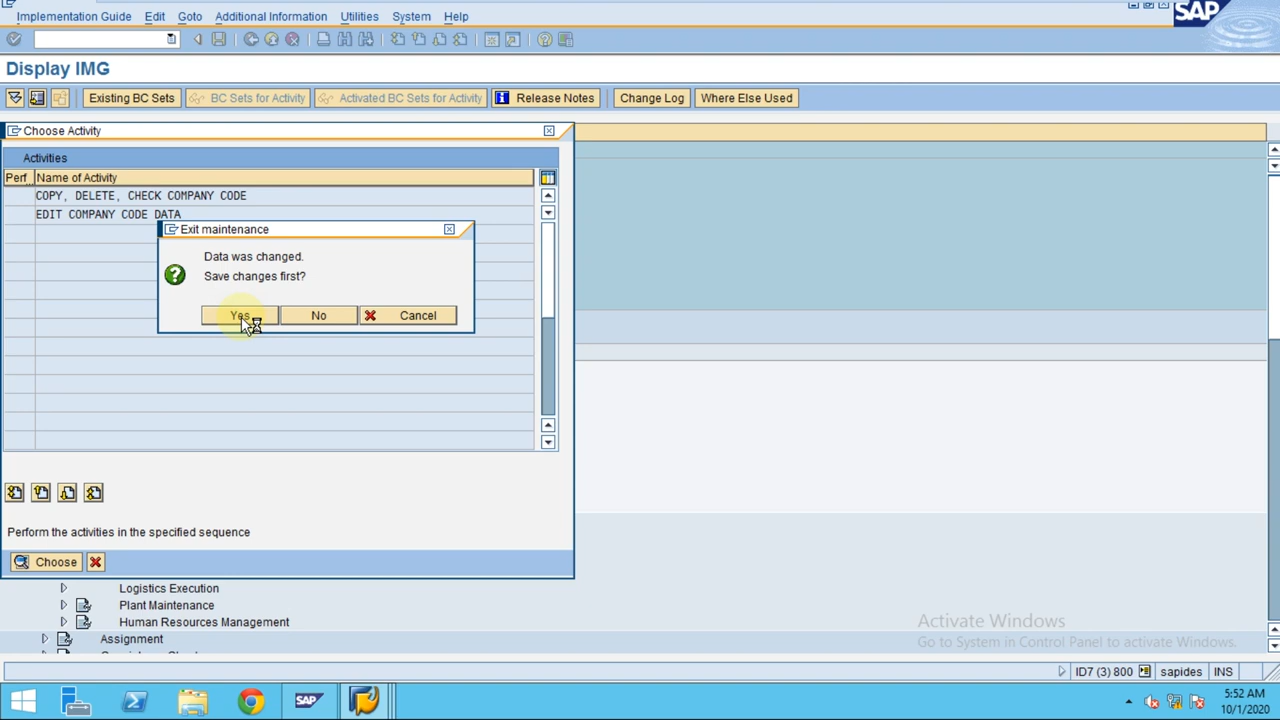 Implementation Guide Edit Goto Additional Information Utilities System Help
SAP
Display IMG
Existing BC Sets BC Sets for Activity Activated BC Sets for Activity Release Notes Change Log Where Else Used
Choose Activity
Activities
Perf.. Name of Activity
COPY, DELETE, CHECK COMPANY CODE
EDIT COMPANY CODE DATA
Exit maintenance
Data was changed.
Save changes first?
Yes No Cancel
Perform the activities in the specified sequence
Choose
Logistics Execution
Plant Maintenance
Human Resources Management
Assignment
Activate Windows
Go to System in Control Panel to activate Windows.
ID7 (3) 800 sapides INS
SAP
5:52 AM
10/1/2020